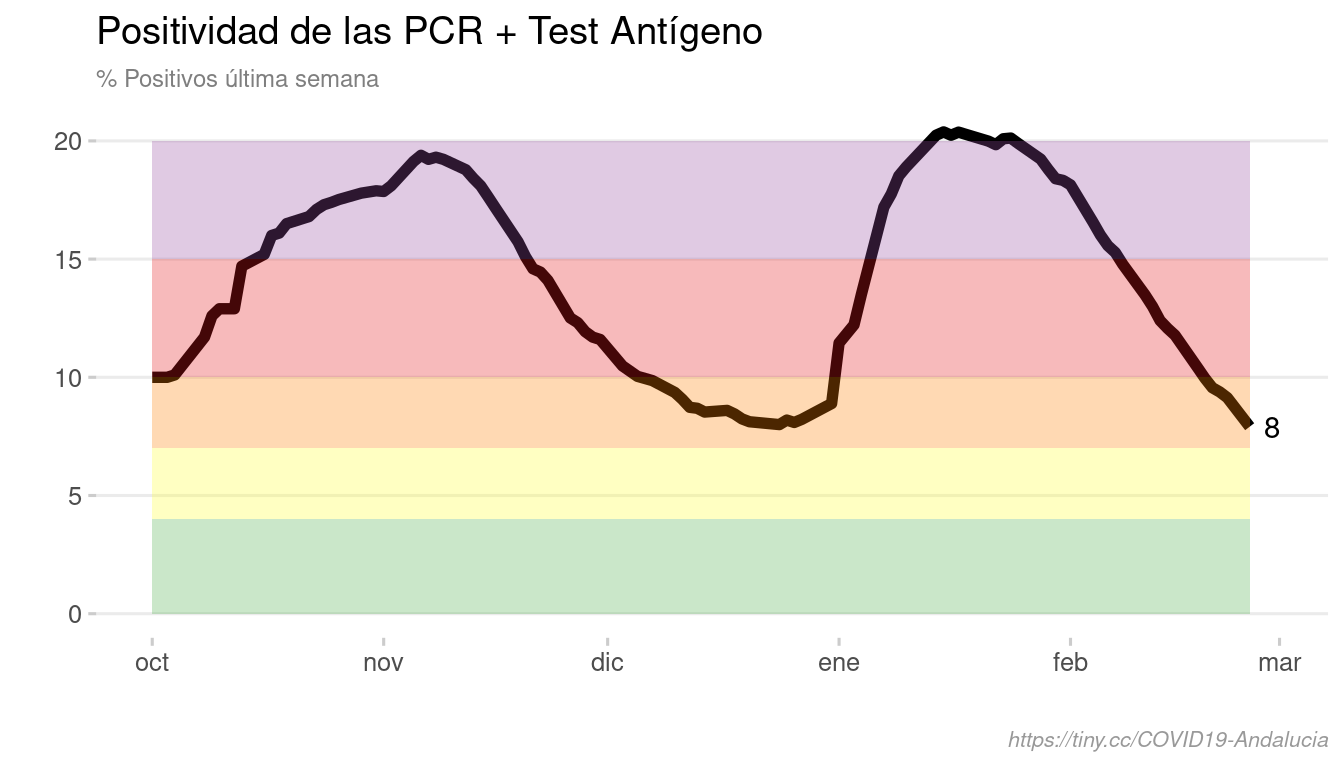 Positividad de las PCR + Test Antígeno
% Positivos última semana
20
15
10
5
0
8
oct nov dic ene feb mar
https://tiny.cc/COVID19-Andalucia